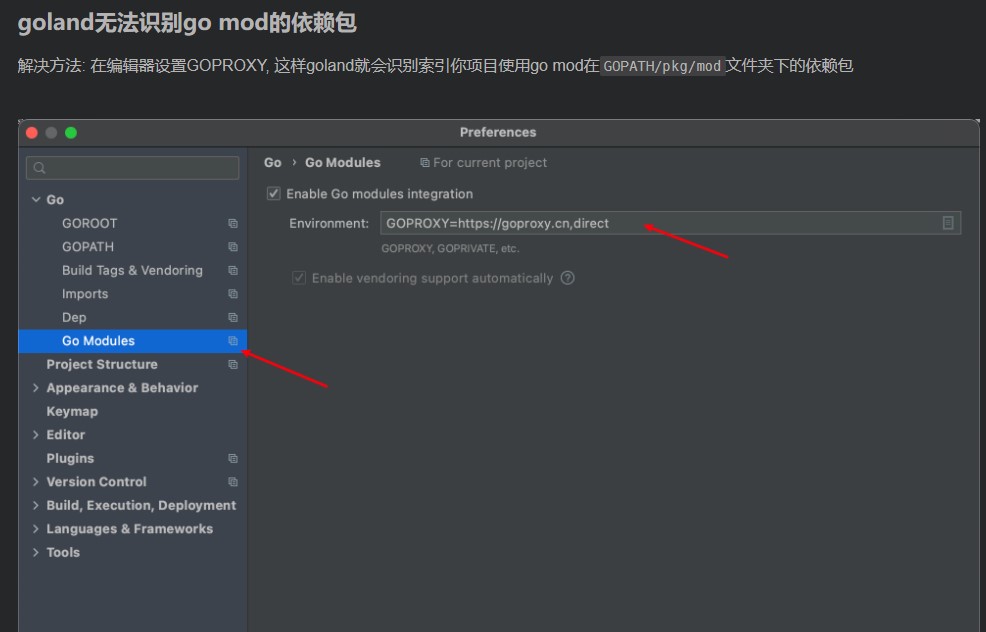 goland无法识别go mod的依赖包
解决方法: 在编辑器设置GOPROXY, 这样goland就会识别索引你项目使用go mod在GOPATH/pkg/mod文件夹下的依赖包
Preferences
Go › Go Modules For current project
Enable Go modules integration
Environment: GOPROXY=https://goproxy.cn,direct
GOPROXY, GOPRIVATE, etc.
Enable vendoring support automatically ?
Go
GOROOT
GOPATH
Build Tags & Vendoring
Imports
Dep
Go Modules
Project Structure
Appearance & Behavior
Keymap
Editor
Plugins
Version Control
Build, Execution, Deployment
Languages & Frameworks
Tools